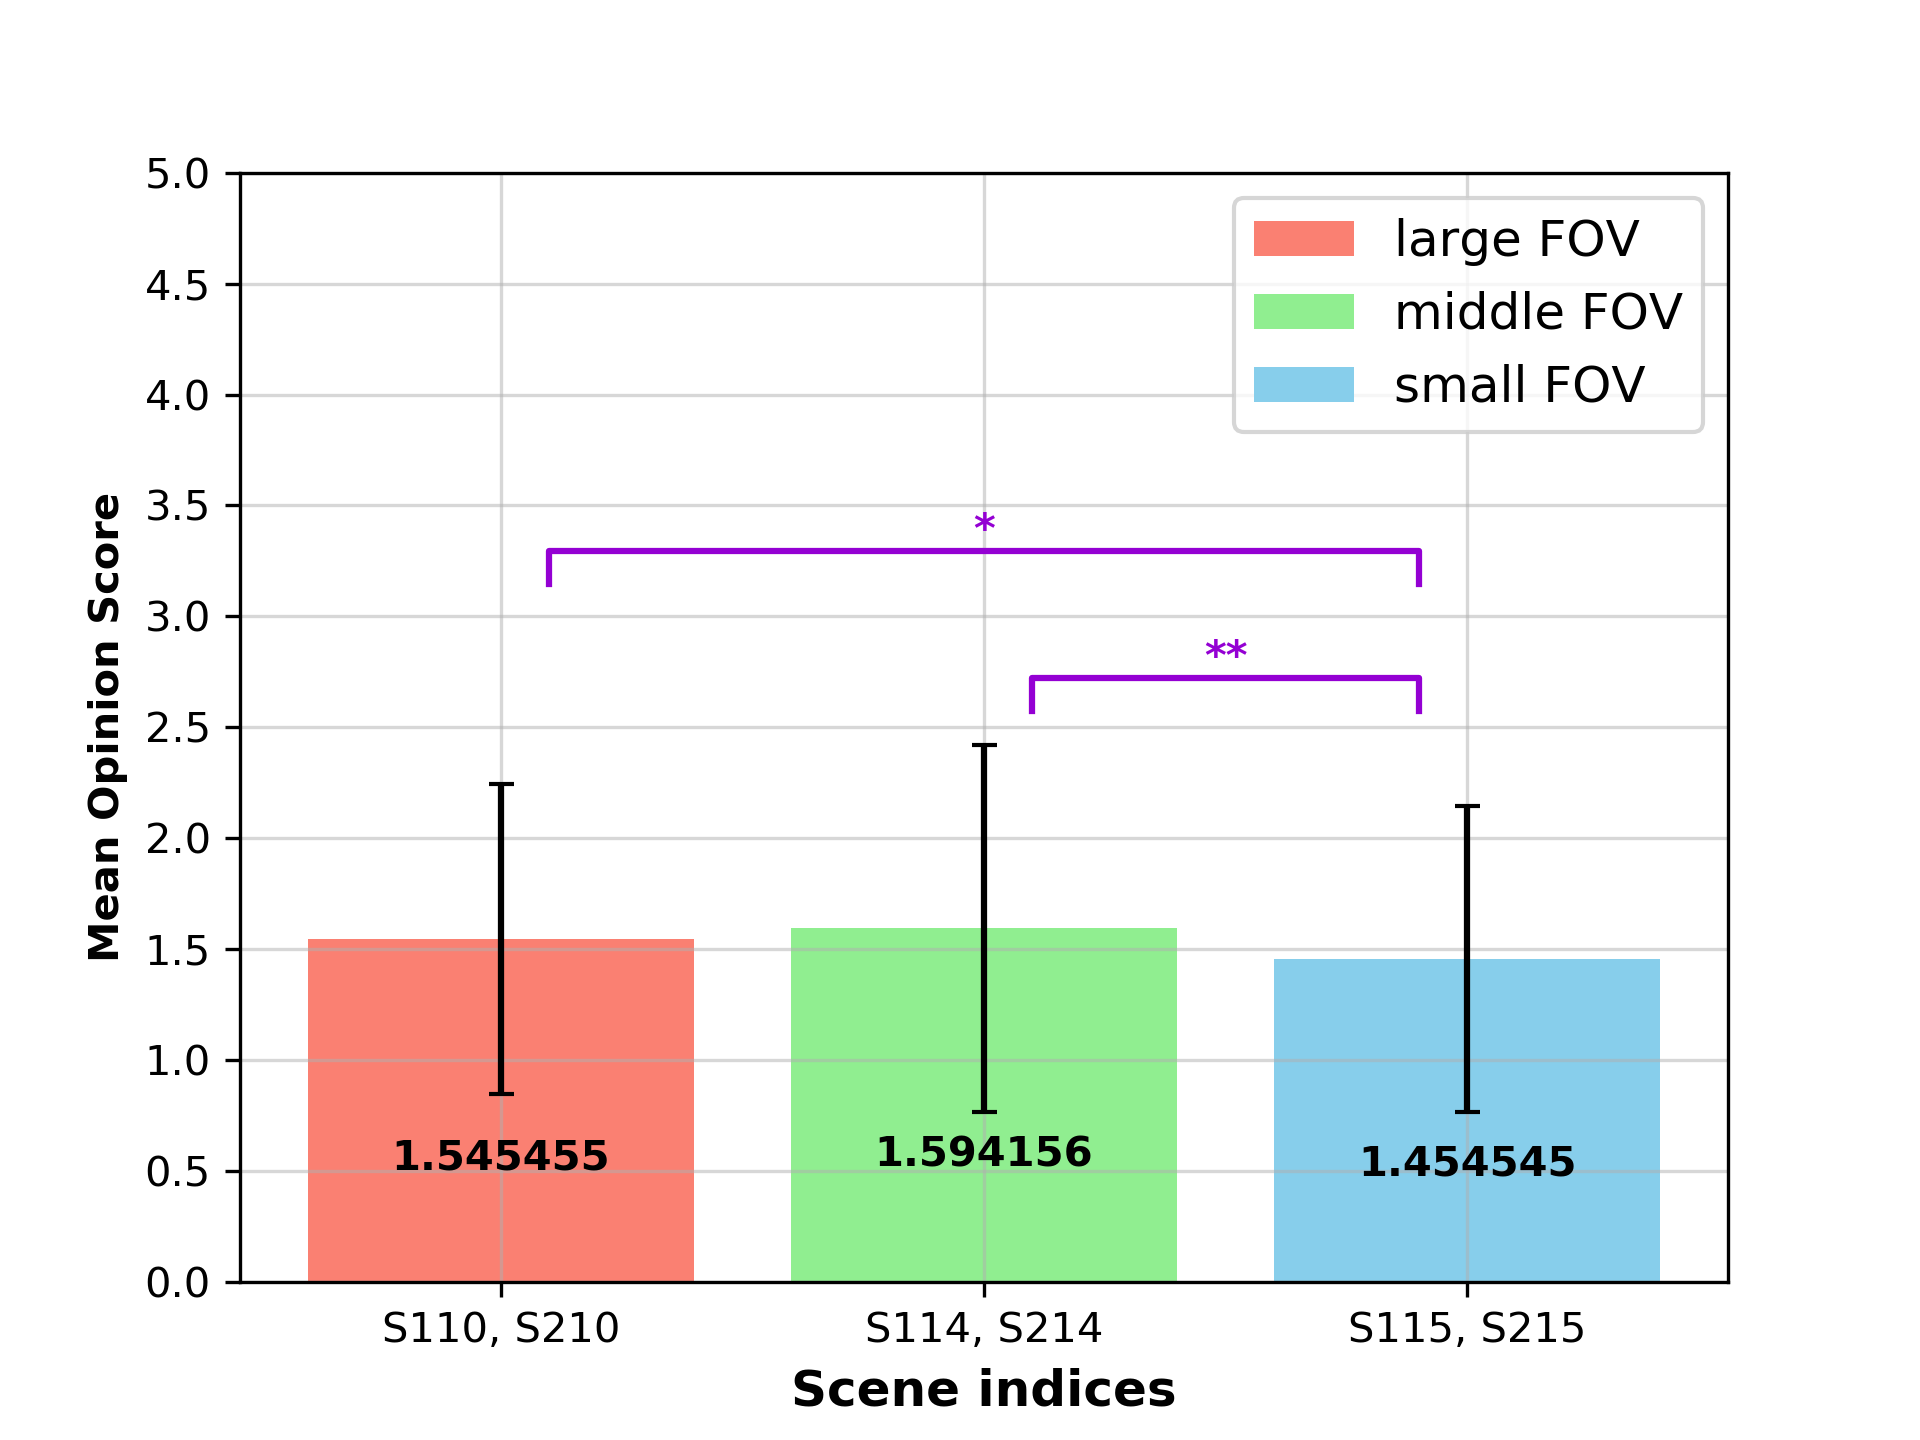 5.0
4.5
4.0
3.5
3.0
2.5
2.0
1.5
1.0
0.5
0.0
Mean Opinion Score
large FOV
middle FOV
small FOV
*
**
1.545455
1.594156
1.454545
S110, S210
S114, S214
S115, S215
Scene indices